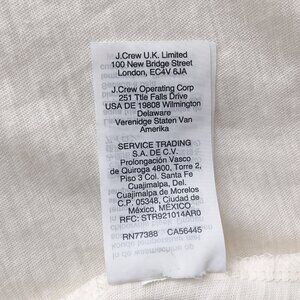 J.Crew U.K. Limited
100 New Bridge Street
London, EC4V 6JA
J.Crew Operating Corp
251 Ttle Falls Drive
USA DE 19808 Wilmington
Delaware
Verenidge Staten Van
Amerika
SERVICE TRADING
S.A. DE C.V.
Prolongación Vasco
de Quiroga 4800, Torre 2,
Piso 3 Col. Santa Fe
Cuajimalpa, Del.
Cuajimalpa de Morelos
C.P. 05348, Ciudad de
México, MÉXICO
RFC: STR921014AR0
RN77388 CA56445